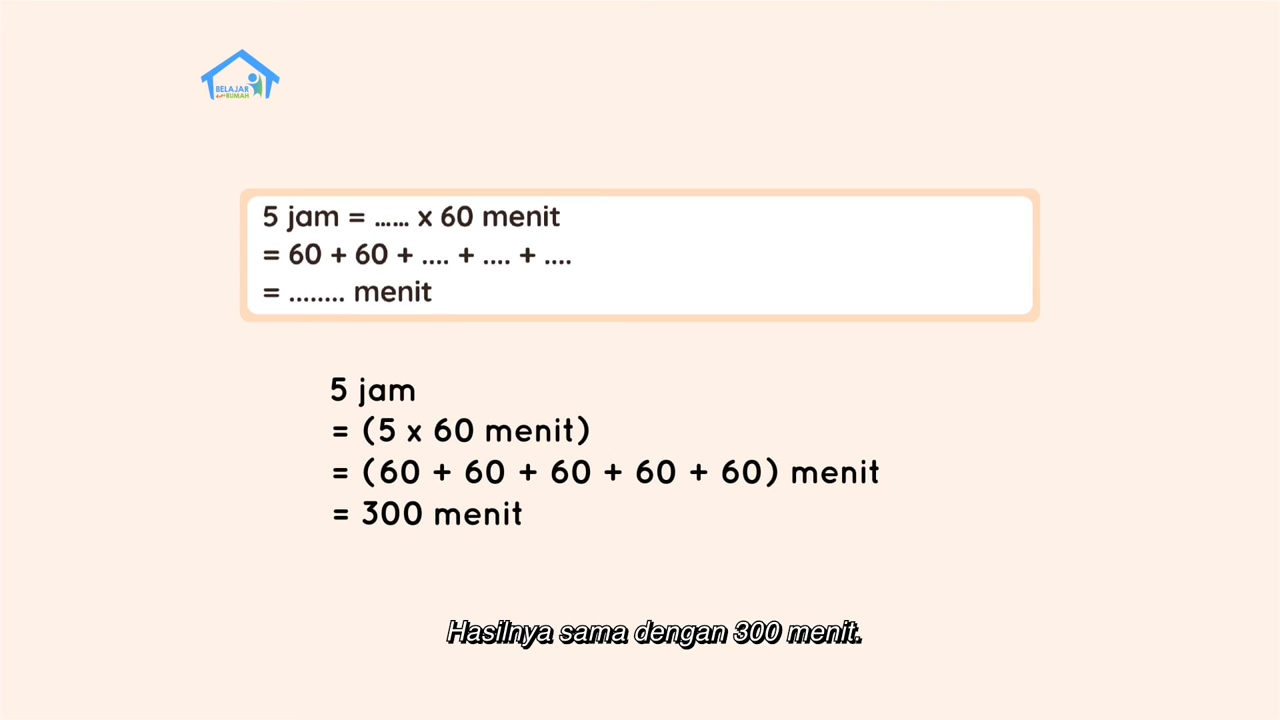 BELAJAR
dari RUMAH
5 jam = ...... x 60 menit
= 60 + 60 + .... + .... + ....
= ........ menit
5 jam
= (5 x 60 menit)
= (60 + 60 + 60 + 60 + 60) menit
= 300 menit
Hasilnya sama dengan 300 menit.